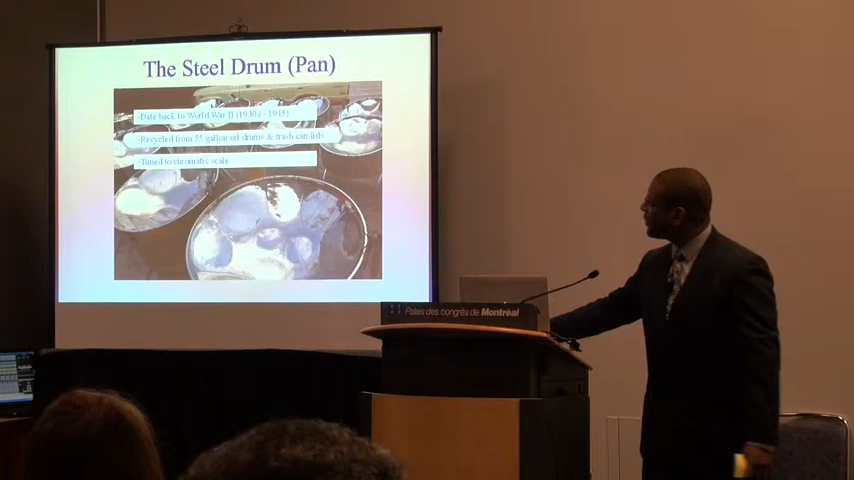 The Steel Drum (Pan)
-Date back to World War II (1930s - 1945)
-Recycled from 55 gallon oil drums & trash can lids
-Tuned to chromatic scale
Palais des congrès de Montréal